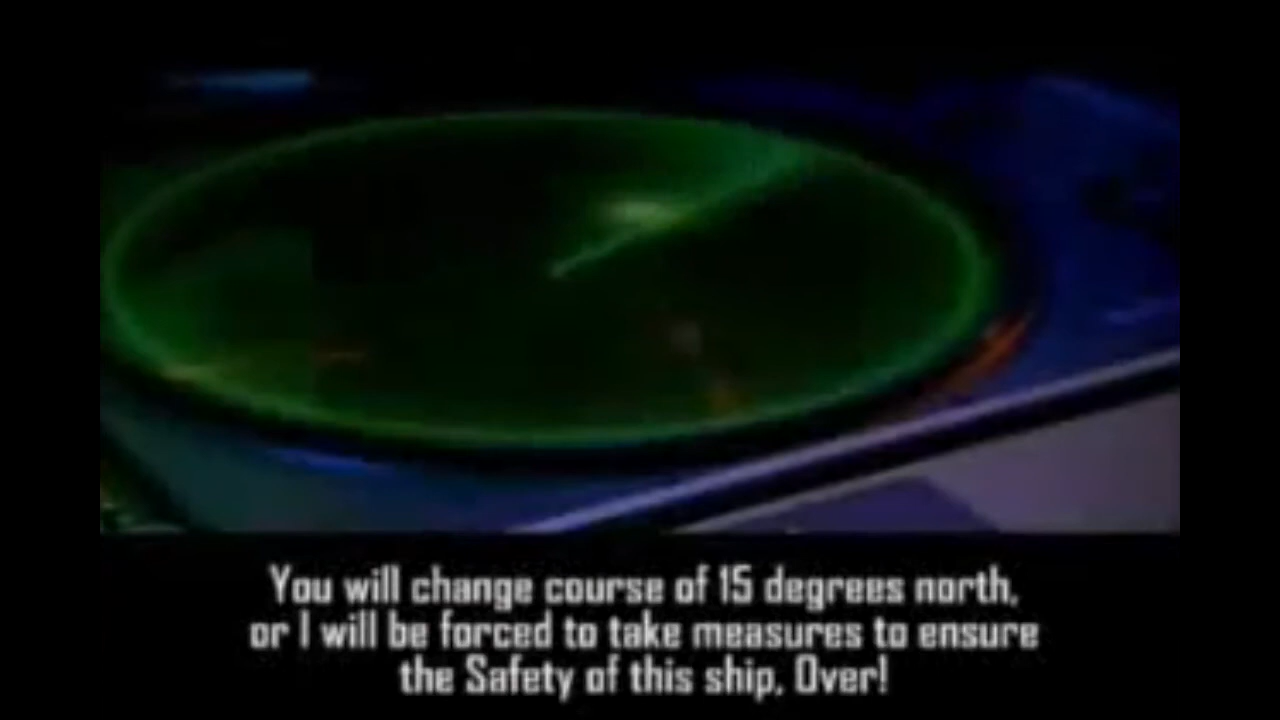 You will change course of 15 degrees north,
or I will be forced to take measures to ensure
the Safety of this ship, Over!